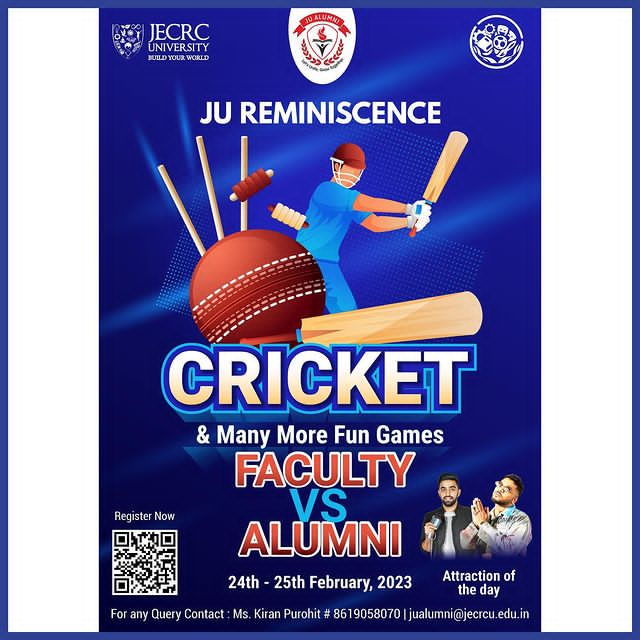 JECRC
UNIVERSITY
BUILD YOUR WORLD
JU ALUMNI
JU REMINISCENCE
CRICKET
& Many More Fun Games
FACULTY
VS
ALUMNI
Register Now
24th - 25th February, 2023
Attraction of
the day
For any Query Contact : Ms. Kiran Purohit # 8619058070 | jualumni@jecrcu.edu.in